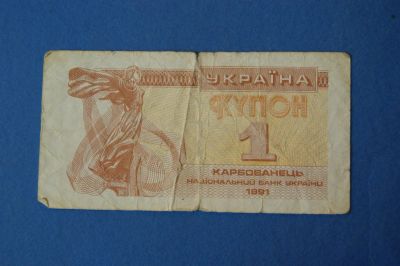 УКРАЇНА
КУПОН
1
КАРБОВАНЕЦЬ
НАЦІОНАЛЬНИЙ БАНК УКРАЇНИ
1991